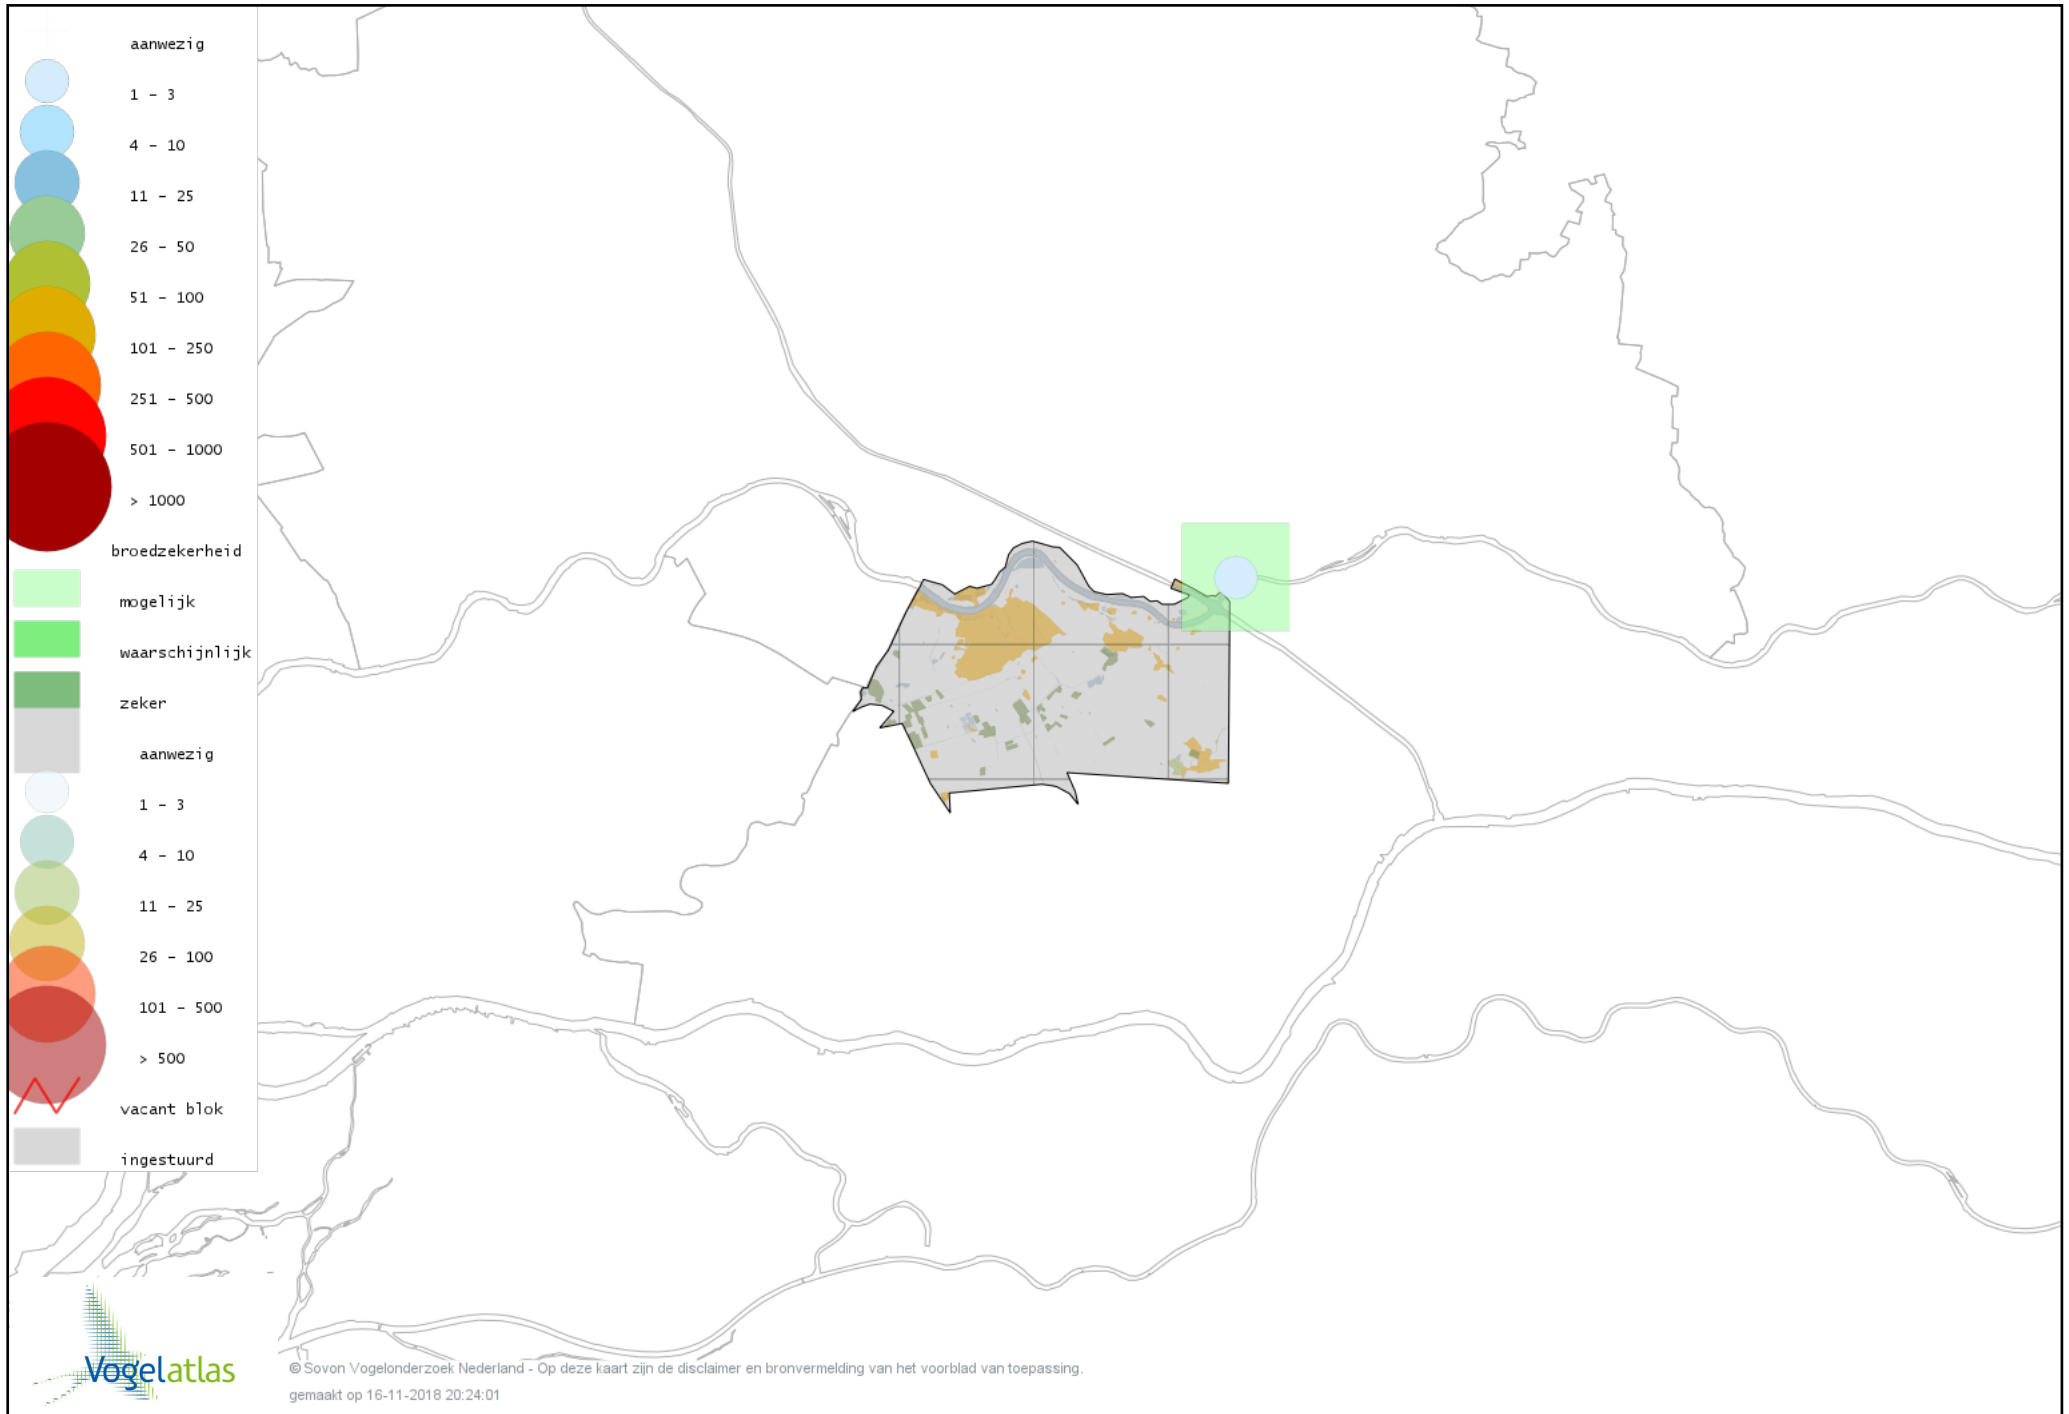 aanwezig
1 - 3
4 - 10
11 - 25
26 - 50
51 - 100
101 - 250
251 - 500
501 - 1000
> 1000
broedzekerheid
mogelijk
waarschijnlijk
zeker
aanwezig
1 - 3
4 - 10
11 - 25
26 - 100
101 - 500
> 500
vacant blok
ingestuurd
Vogelatlas
© Sovon Vogelonderzoek Nederland - Op deze kaart zijn de disclaimer en bronvermelding van het voorblad van toepassing.
gemaakt op 16-11-2018 20:24:01